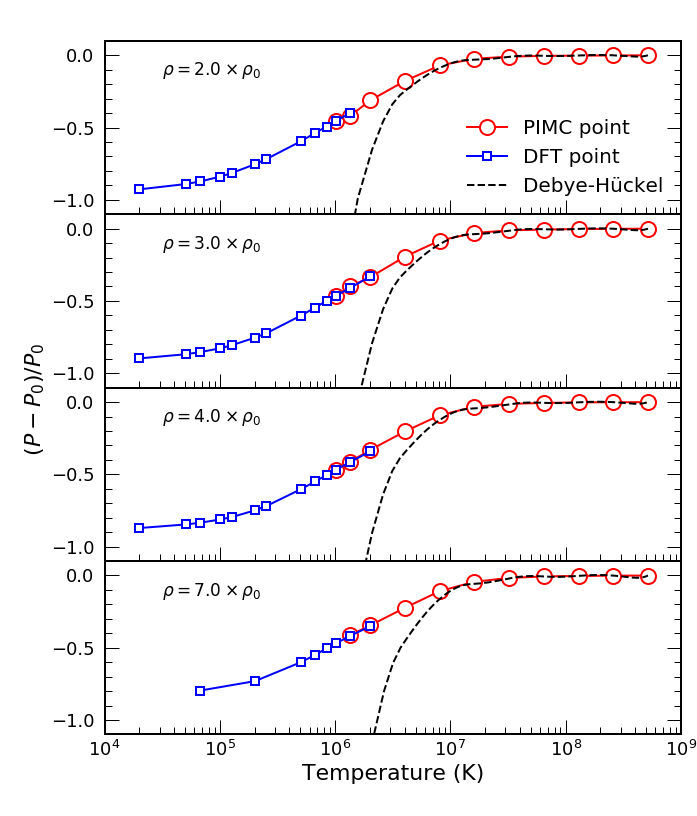 0.0
ρ = 2.0 × ρ₀
−0.5
PIMC point
DFT point
Debye-Hückel
−1.0
0.0
ρ = 3.0 × ρ₀
−0.5
−1.0
(P − P₀)/P₀
0.0
ρ = 4.0 × ρ₀
−0.5
−1.0
0.0
ρ = 7.0 × ρ₀
−0.5
−1.0
10⁴ 10⁵ 10⁶ 10⁷ 10⁸ 10⁹
Temperature (K)